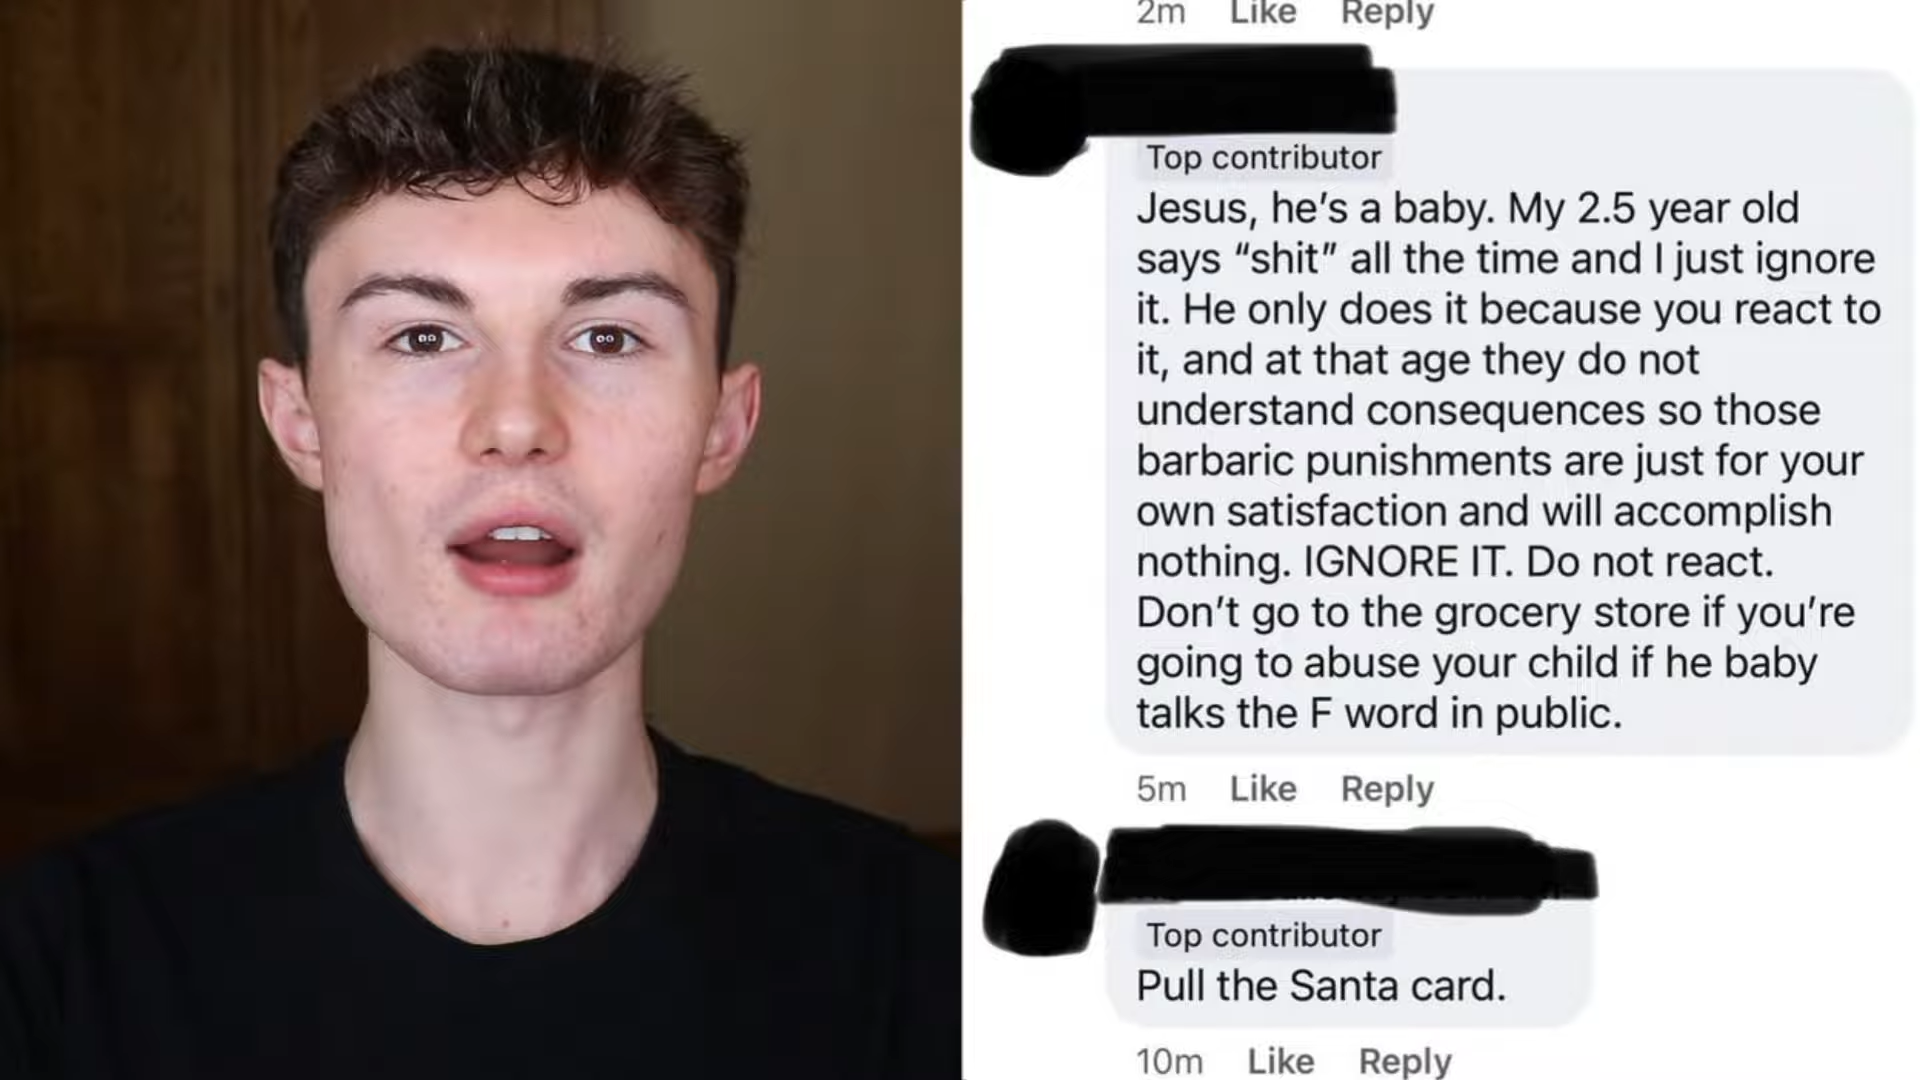 2m Like Reply
Top contributor
Jesus, he's a baby. My 2.5 year old
says “shit” all the time and I just ignore
it. He only does it because you react to
it, and at that age they do not
understand consequences so those
barbaric punishments are just for your
own satisfaction and will accomplish
nothing. IGNORE IT. Do not react.
Don't go to the grocery store if you're
going to abuse your child if he baby
talks the F word in public.
5m Like Reply
Top contributor
Pull the Santa card.
10m Like Reply